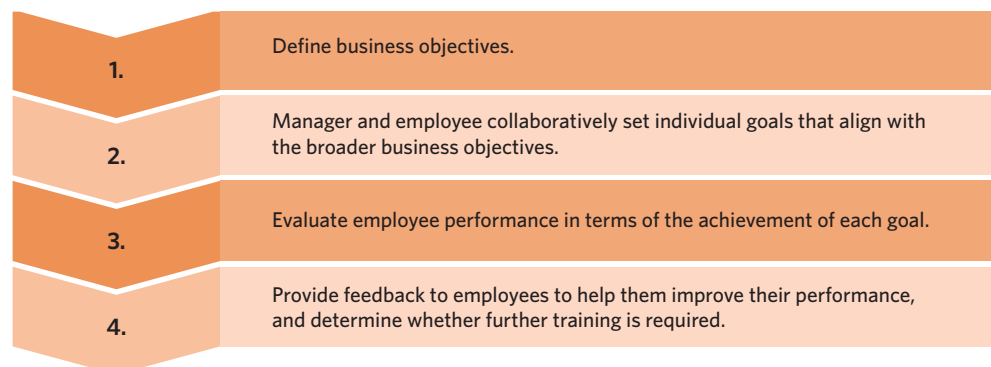 1.
Define business objectives.
2.
Manager and employee collaboratively set individual goals that align with
the broader business objectives.
3.
Evaluate employee performance in terms of the achievement of each goal.
4.
Provide feedback to employees to help them improve their performance,
and determine whether further training is required.